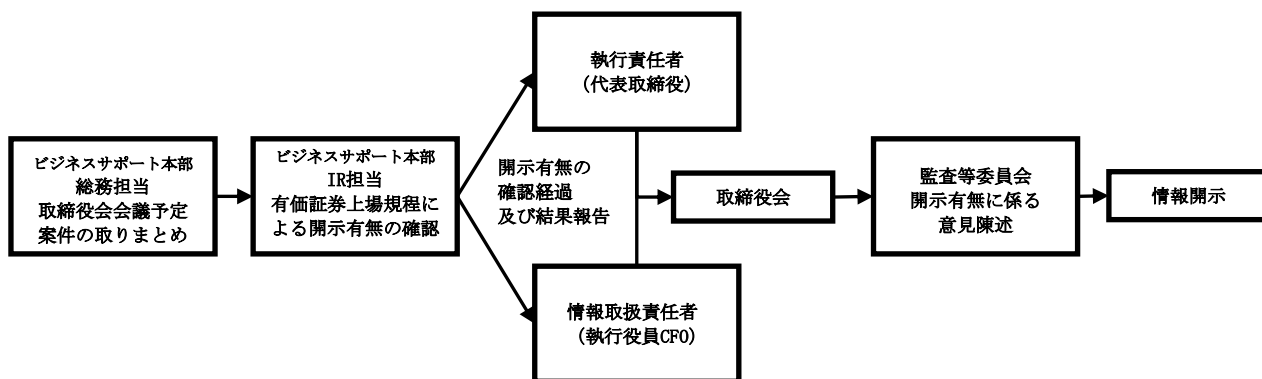 ビジネスサポート本部
総務担当
取締役会会議予定
案件の取りまとめ
ビジネスサポート本部
IR担当
有価証券上場規程に
よる開示有無の確認
執行責任者
(代表取締役)
開示有無の
確認経過
及び結果報告
情報取扱責任者
(執行役員CFO)
取締役会
監査等委員会
開示有無に係る
意見陳述
情報開示